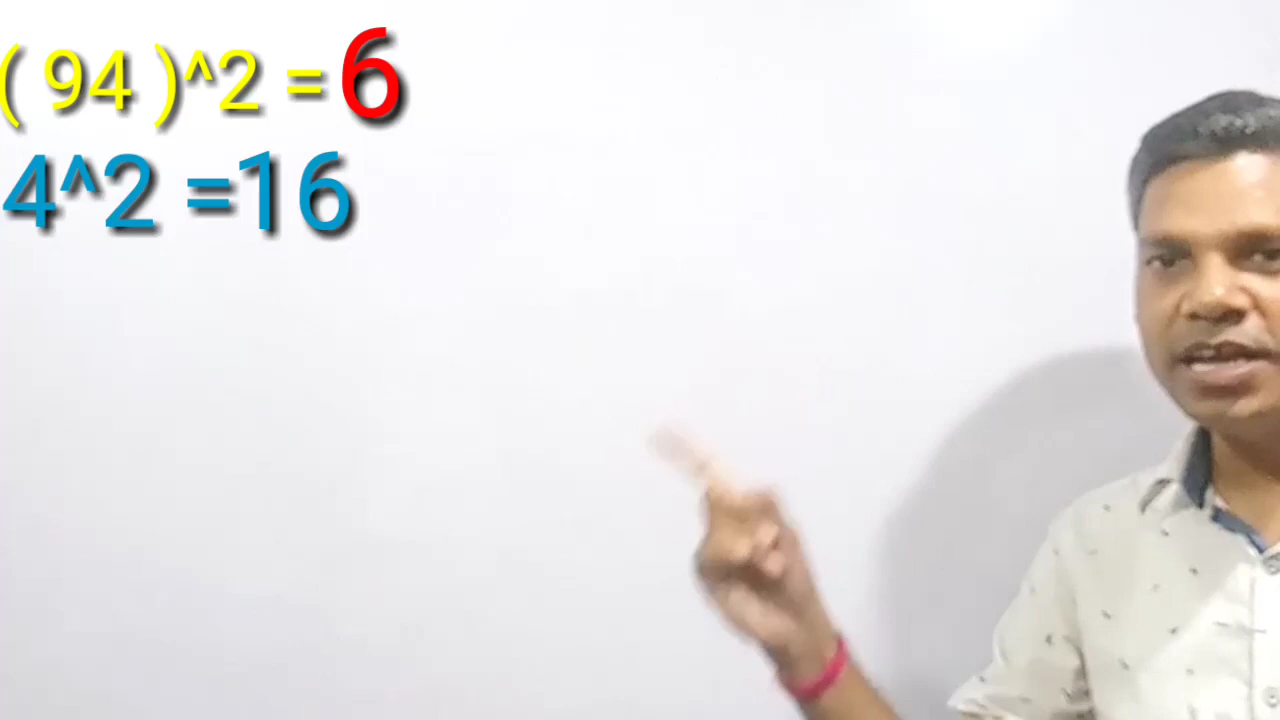 ( 94 )^2 = 6
4^2 =16